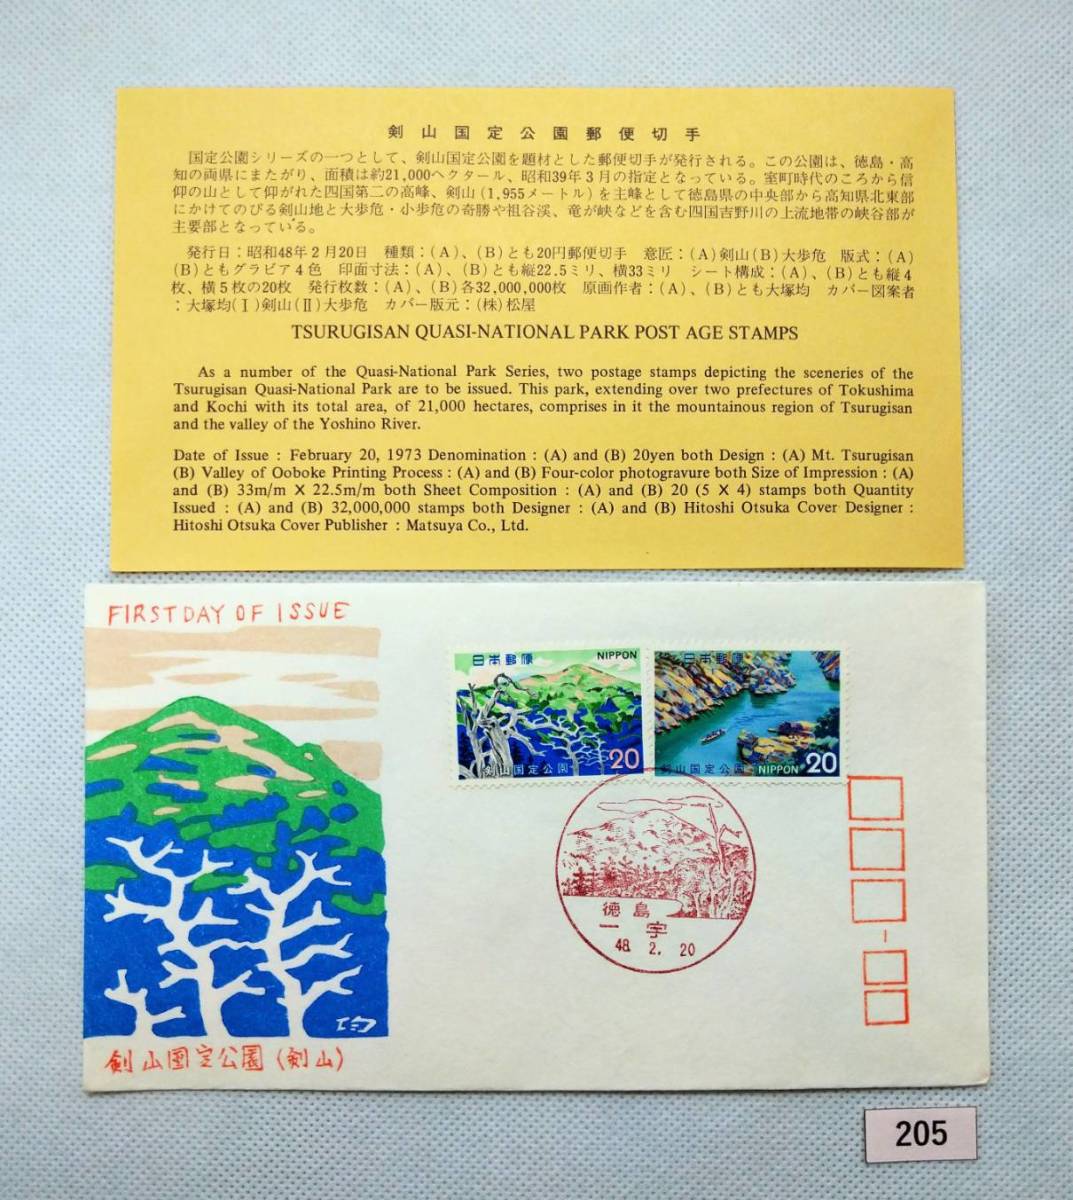 剣山国定公園郵便切手
国定公園シリーズの一つとして、剣山国定公園を題材とした郵便切手が発行される。この公園は、徳島・高
知の両県にまたがり、面積は約21,000ヘクタール、昭和39年3月の指定となっている。室町時代のころから信
仰の山として仰がれた四国第二の高峰、剣山(1,955メートル)を主峰として徳島県の中央部から高知県北東部
にかけてのびる剣山地と大歩危・小歩危の奇勝や祖谷渓、竜が峡などを含む四国吉野川の上流地帯の峡谷部が
主要部となっている。
発行日：昭和48年2月20日 種類：(A)、(B)とも20円郵便切手 意匠：(A)剣山(B)大歩危 版式：(A)
(B)ともグラビア4色 印面寸法：(A)、(B)とも縦22.5ミリ、横33ミリ シート構成：(A)、(B)とも縦4
枚、横5枚の20枚 発行枚数：(A)、(B)各32,000,000枚 原画作者：(A)、(B)とも大塚均 カバー図案者
：大塚均(Ⅰ)剣山(Ⅱ)大歩危 カバー版元：(株)松屋
TSURUGISAN QUASI-NATIONAL PARK POST AGE STAMPS
As a number of the Quasi-National Park Series, two postage stamps depicting the sceneries of the
Tsurugisan Quasi-National Park are to be issued. This park, extending over two prefectures of Tokushima
and Kochi with its total area, of 21,000 hectares, comprises in it the mountainous region of Tsurugisan
and the valley of the Yoshino River.
Date of Issue : February 20, 1973 Denomination : (A) and (B) 20yen both Design : (A) Mt. Tsurugisan
(B) Valley of Ooboke Printing Process : (A) and (B) Four-color photogravure both Size of Impression : (A)
and (B) 33m/m X 22.5m/m both Sheet Composition : (A) and (B) 20 (5 X 4) stamps both Quantity
Issued : (A) and (B) 32,000,000 stamps both Designer : (A) and (B) Hitoshi Otsuka Cover Designer :
Hitoshi Otsuka Cover Publisher : Matsuya Co., Ltd.
FIRST DAY OF ISSUE
日本郵便 NIPPON
剣山国定公園 20
日本郵便
剣山国定公園 NIPPON 20
徳島
一宇
48. 2. 20
均
剣山国定公園(剣山)
205